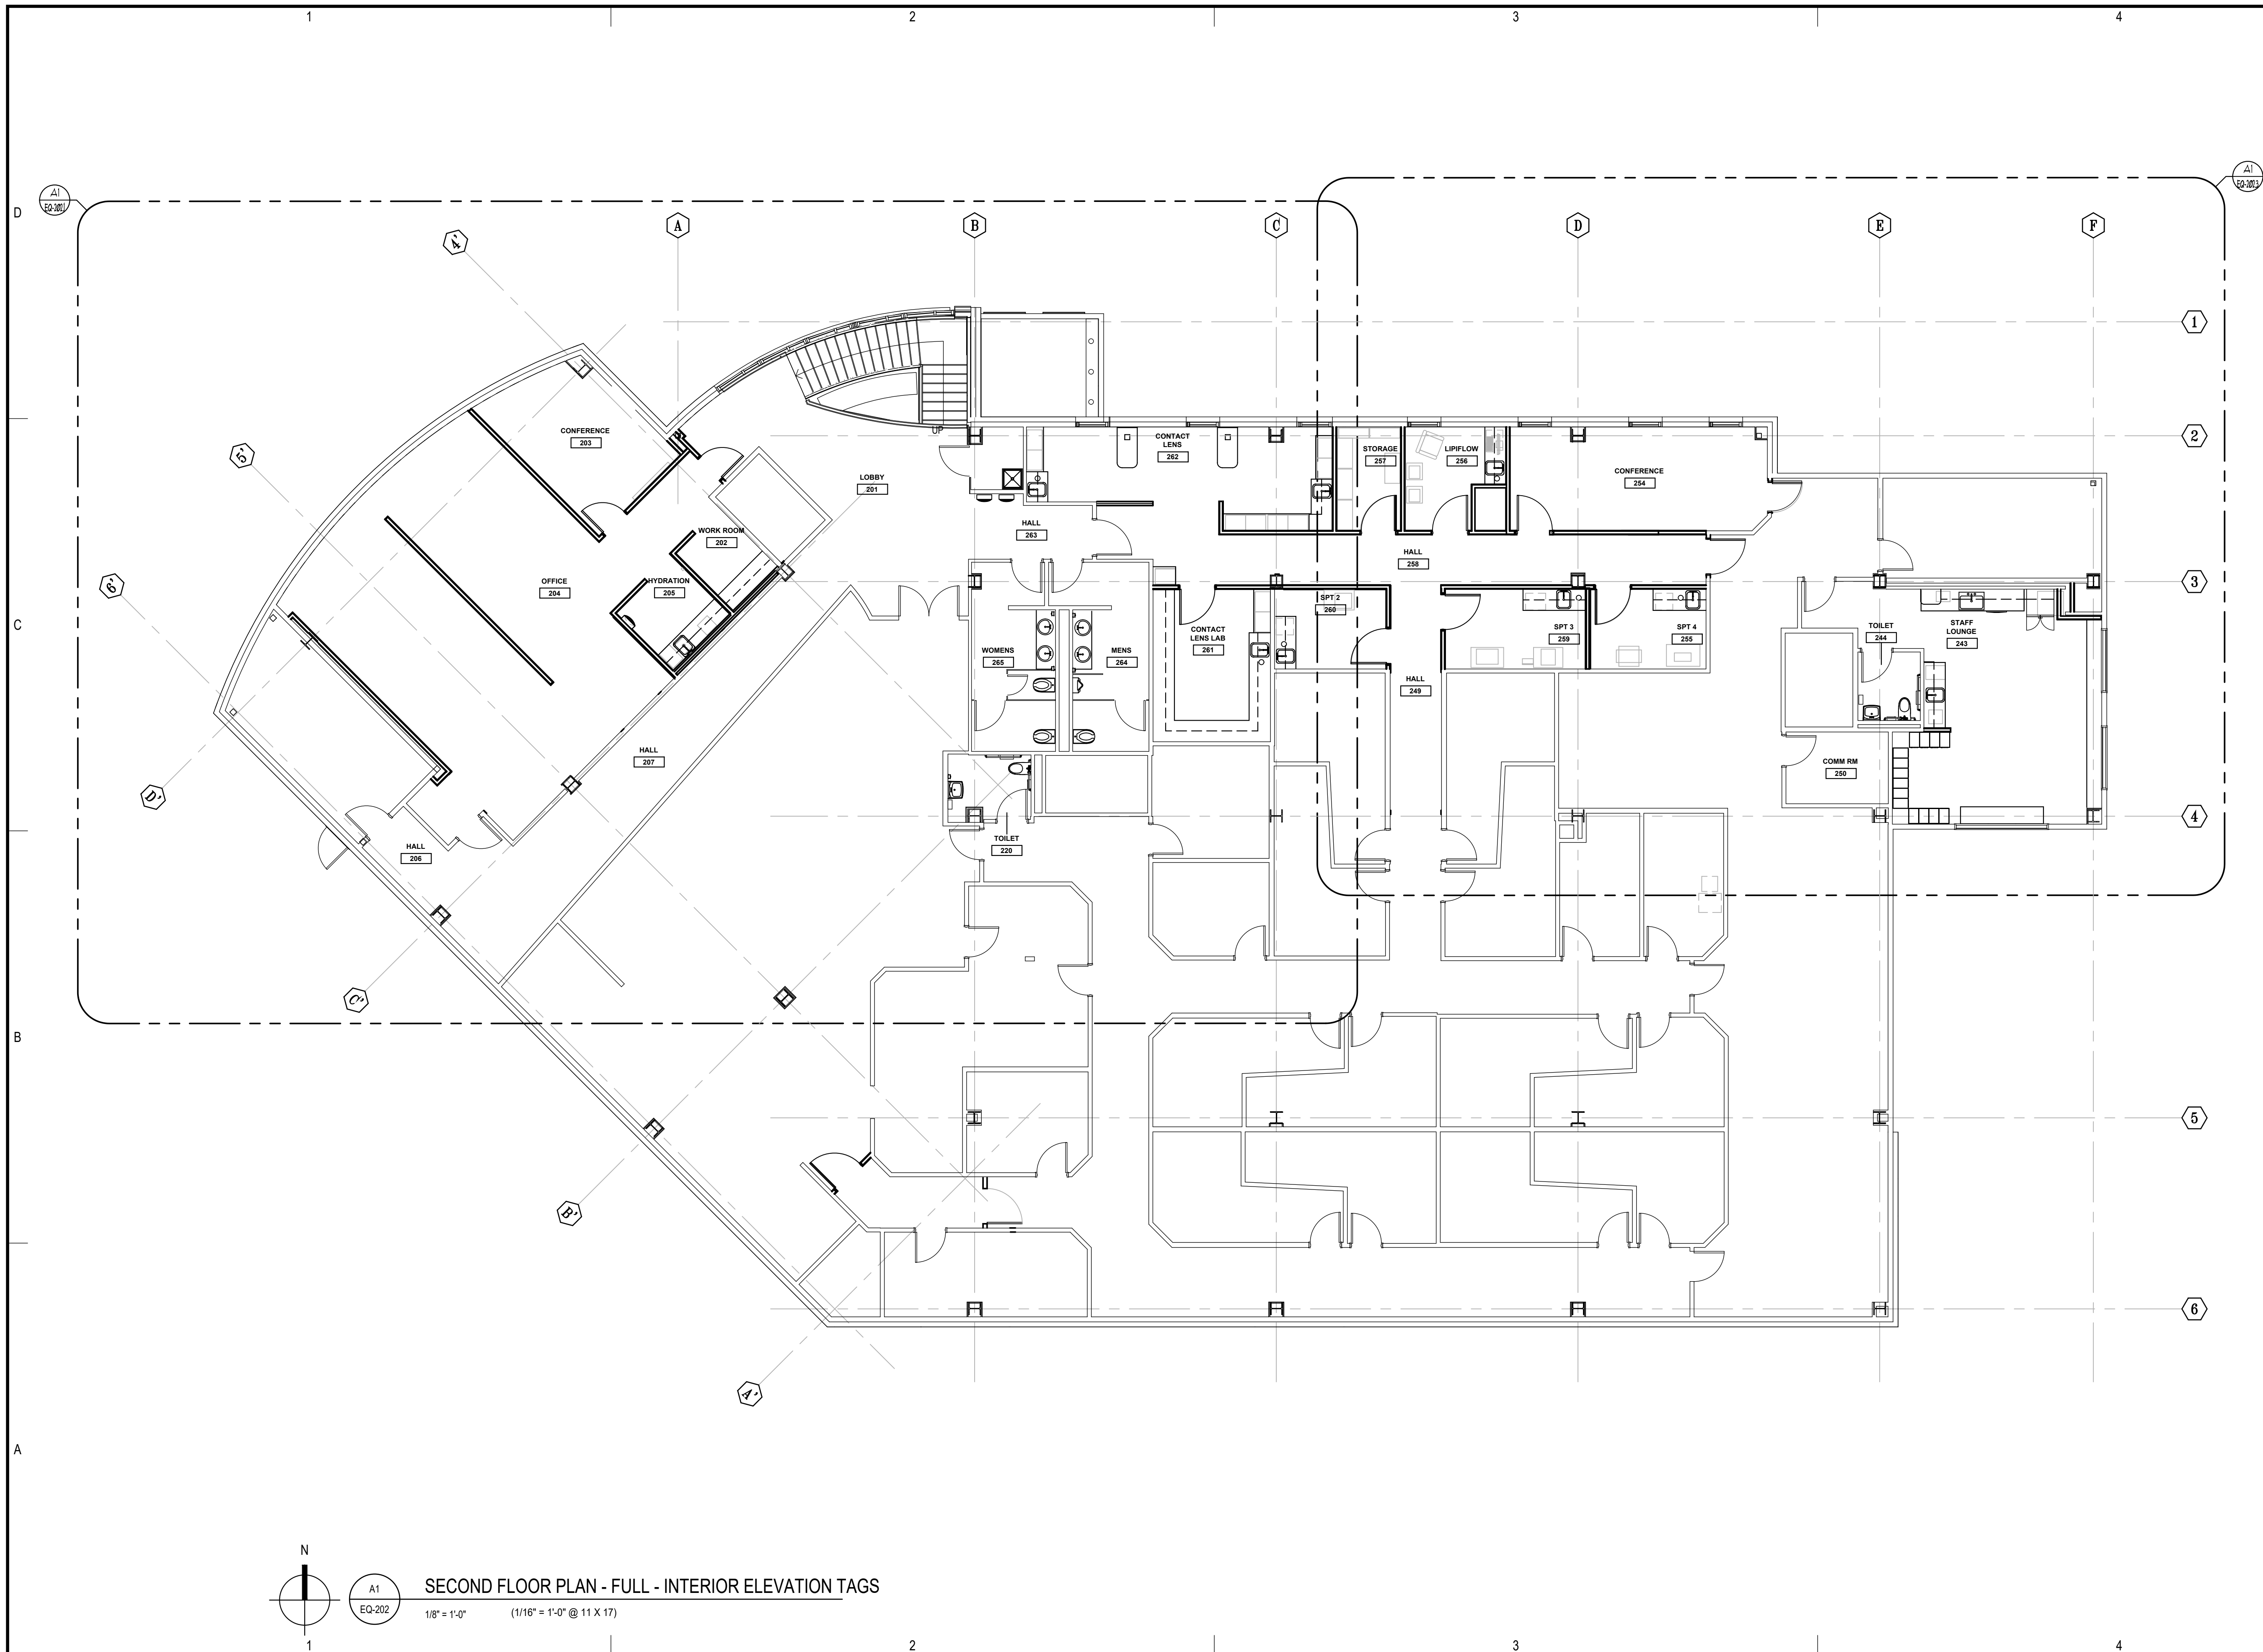 1
2
3
4
A1
A1
D
A
B
C
D
E
F
4'
1
2
5'
UP
CONFERENCE
203
CONTACT
LENS
262
STORAGE
257
LIPIFLOW
256
CONFERENCE
254
LOBBY
201
WORK ROOM
202
HALL
263
HALL
258
6'
3
C
OFFICE
204
HYDRATION
205
SPT 2
260
CONTACT
LENS LAB
261
SPT 3
259
SPT 4
255
TOILET
244
STAFF
LOUNGE
243
WOMENS
265
MENS
264
HALL
249
HALL
207
COMM RM
250
D'
4
HALL
206
TOILET
220
C'
B
5
B'
6
A'
A
N
A1
EQ-202
SECOND FLOOR PLAN - FULL - INTERIOR ELEVATION TAGS
1/8" = 1'-0"
(1/16" = 1'-0" @ 11 X 17)
1
2
3
4